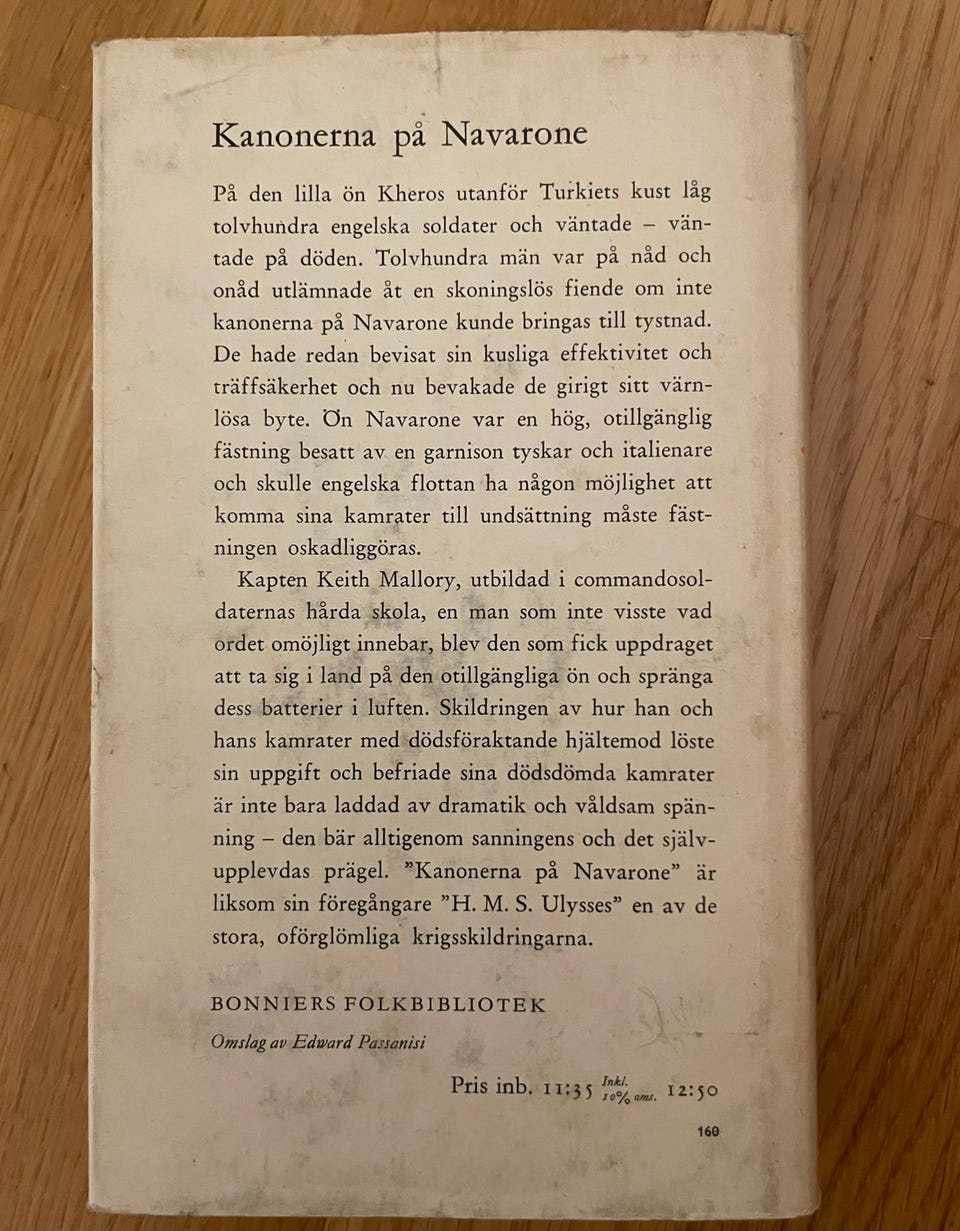 Kanonerna på Navarone
På den lilla ön Kheros utanför Turkiets kust låg
tolvhundra engelska soldater och väntade – vän-
tade på döden. Tolvhundra män var på nåd och
onåd utlämnade åt en skoningslös fiende om inte
kanonerna på Navarone kunde bringas till tystnad.
De hade redan bevisat sin kusliga effektivitet och
träffsäkerhet och nu bevakade de girigt sitt värn-
lösa byte. Ön Navarone var en hög, otillgänglig
fästning besatt av en garnison tyskar och italienare
och skulle engelska flottan ha någon möjlighet att
komma sina kamrater till undsättning måste fäst-
ningen oskadliggöras.
Kapten Keith Mallory, utbildad i commandosol-
daternas hårda skola, en man som inte visste vad
ordet omöjligt innebar, blev den som fick uppdraget
att ta sig i land på den otillgängliga ön och spränga
dess batterier i luften. Skildringen av hur han och
hans kamrater med dödsföraktande hjältemod löste
sin uppgift och befriade sina dödsdömda kamrater
är inte bara laddad av dramatik och våldsam spän-
ning – den bär alltigenom sanningens och det själv-
upplevdas prägel. ”Kanonerna på Navarone” är
liksom sin föregångare ”H. M. S. Ulysses” en av de
stora, oförglömliga krigsskildringarna.
BONNIERS FOLKBIBLIOTEK
Omslag av Edward Passanisi
Pris inb. 11:35 Inkl. 10% oms. 12:50
160